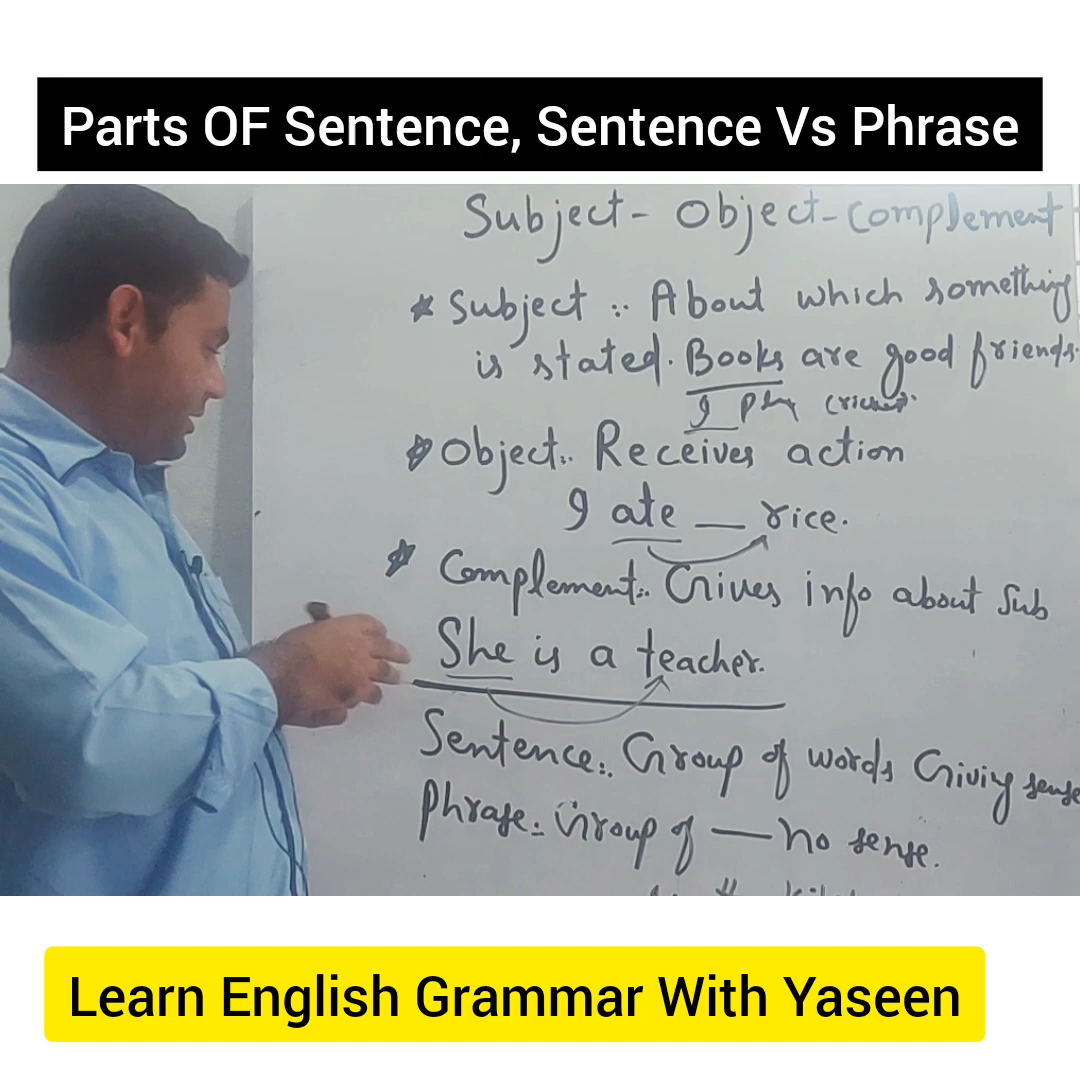 Parts OF Sentence, Sentence Vs Phrase
Subject - Object - Complement
* Subject :. About which something
is stated. Books are good friends.
I play cricket.
* Object :. Receives action
I ate — rice.
* Complement :. Gives info about Sub
She is a teacher.
Sentence :. Group of words Giving sense
Phrase :. Group of — no sense.
Learn English Grammar With Yaseen